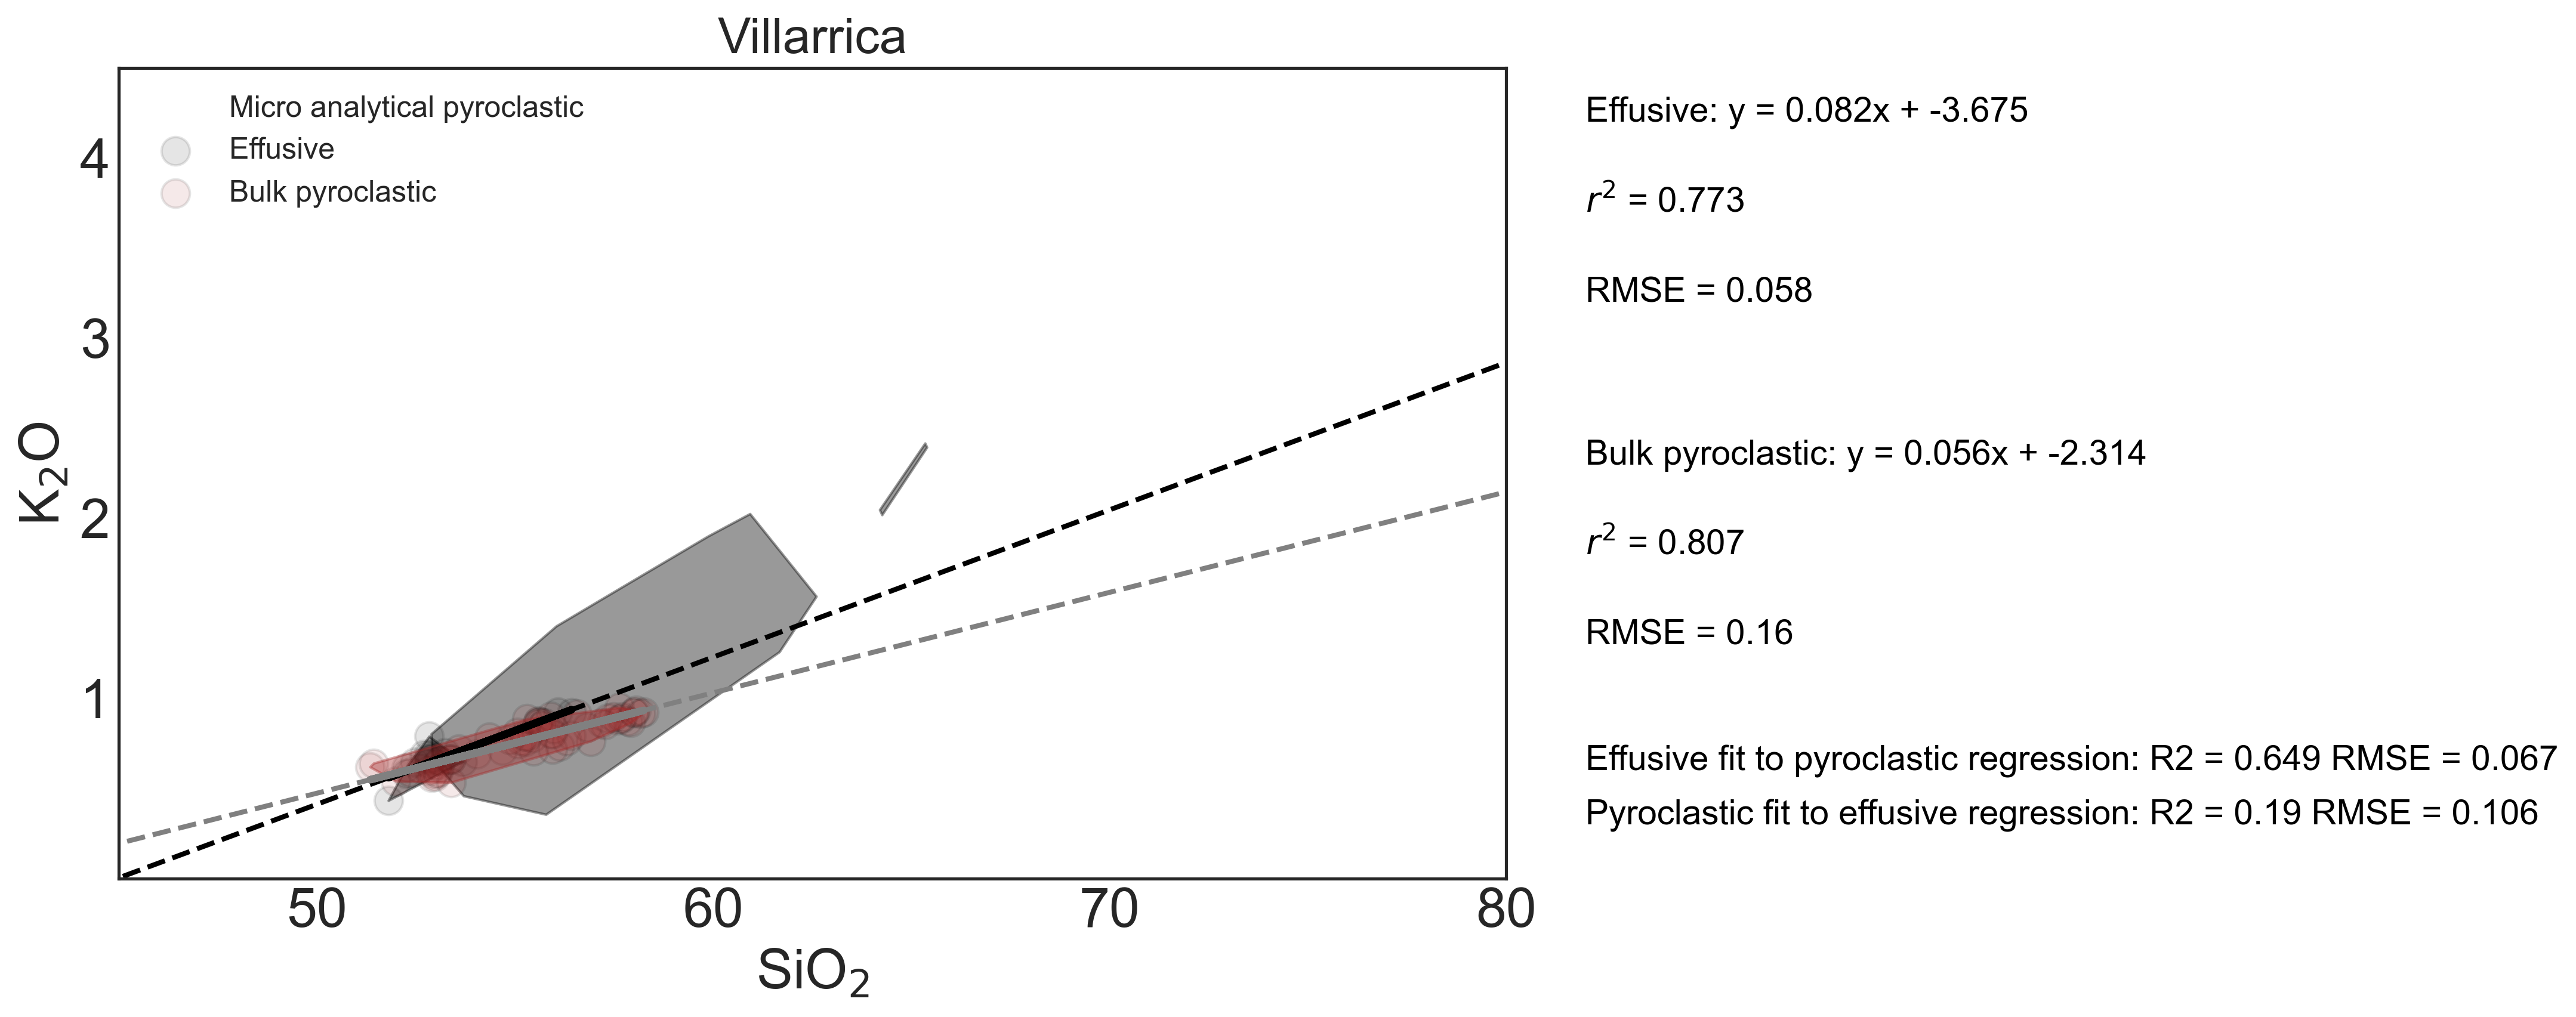 Villarrica
Micro analytical pyroclastic
Effusive
Bulk pyroclastic
4
3
2
1
K₂O
50 60 70 80
SiO₂
Effusive: y = 0.082x + -3.675
r² = 0.773
RMSE = 0.058
Bulk pyroclastic: y = 0.056x + -2.314
r² = 0.807
RMSE = 0.16
Effusive fit to pyroclastic regression: R2 = 0.649 RMSE = 0.067
Pyroclastic fit to effusive regression: R2 = 0.19 RMSE = 0.106